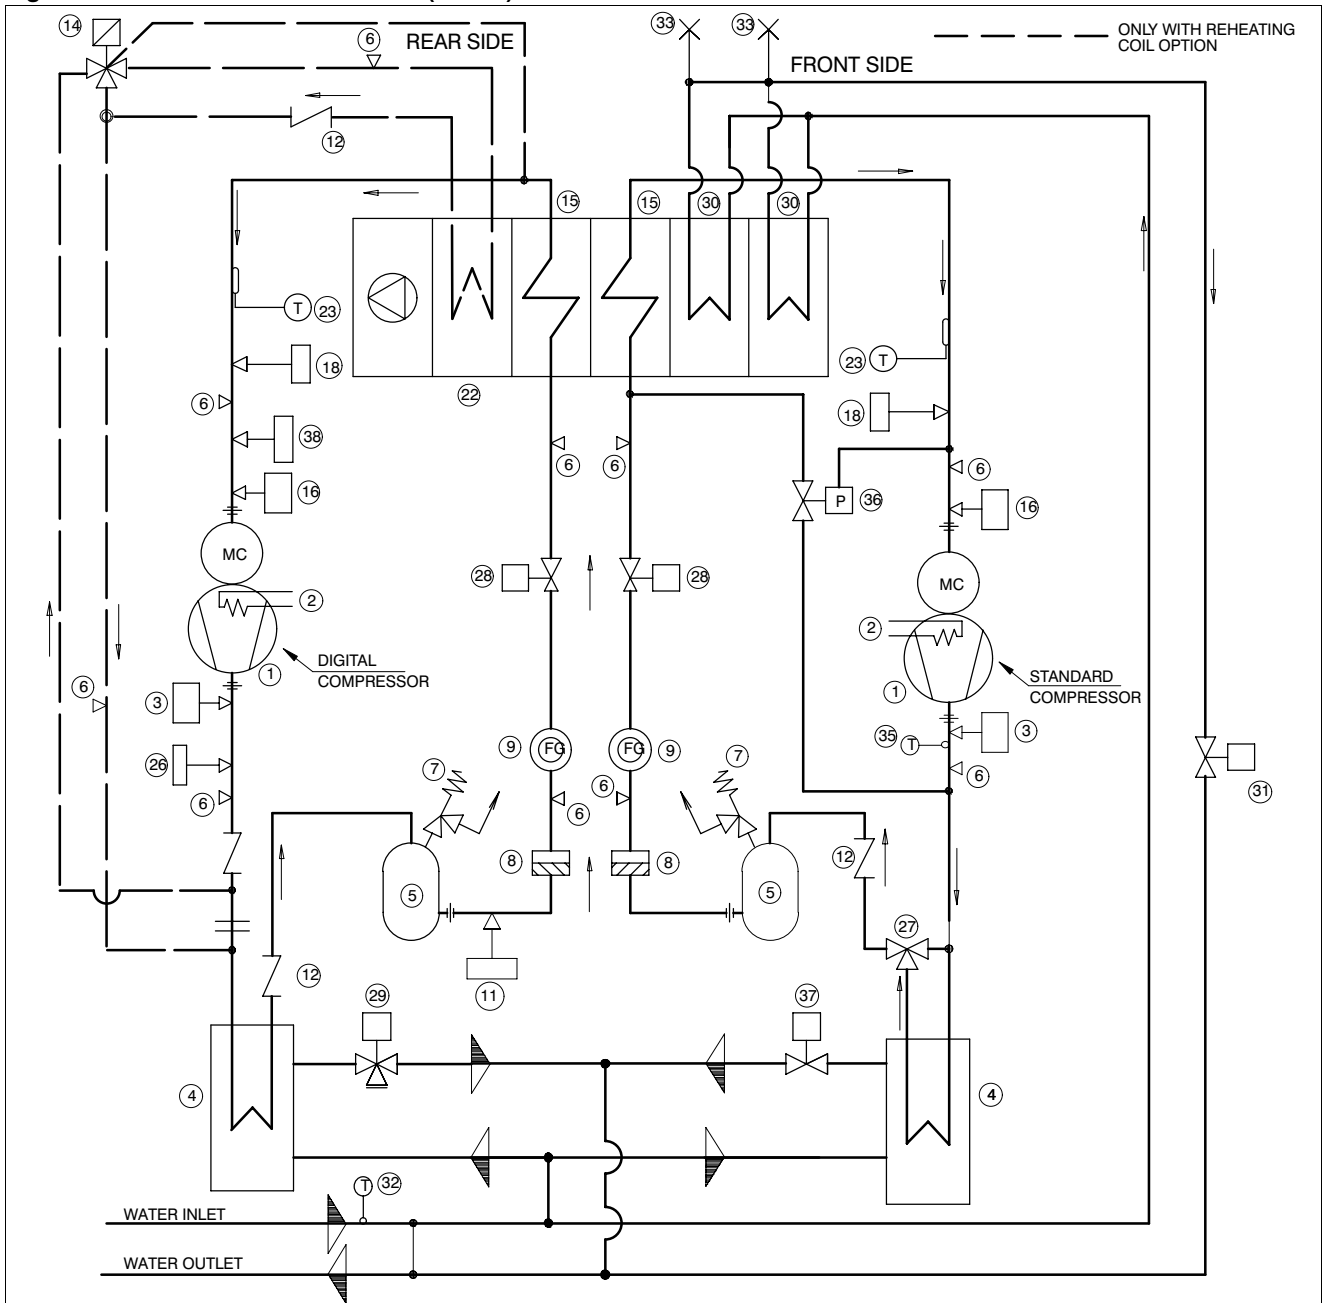 14
6
REAR SIDE
33
33
ONLY WITH REHEATING
COIL OPTION
FRONT SIDE
12
15
15
30
30
T
23
18
22
23
T
18
6
38
6
6
6
16
P
36
16
MC
MC
28
28
2
2
DIGITAL
COMPRESSOR
1
STANDARD
COMPRESSOR
1
6
3
35
T
3
9
FG
FG
9
7
7
26
6
6
6
6
31
8
8
12
5
5
27
12
11
29
37
4
4
T
32
WATER INLET
WATER OUTLET